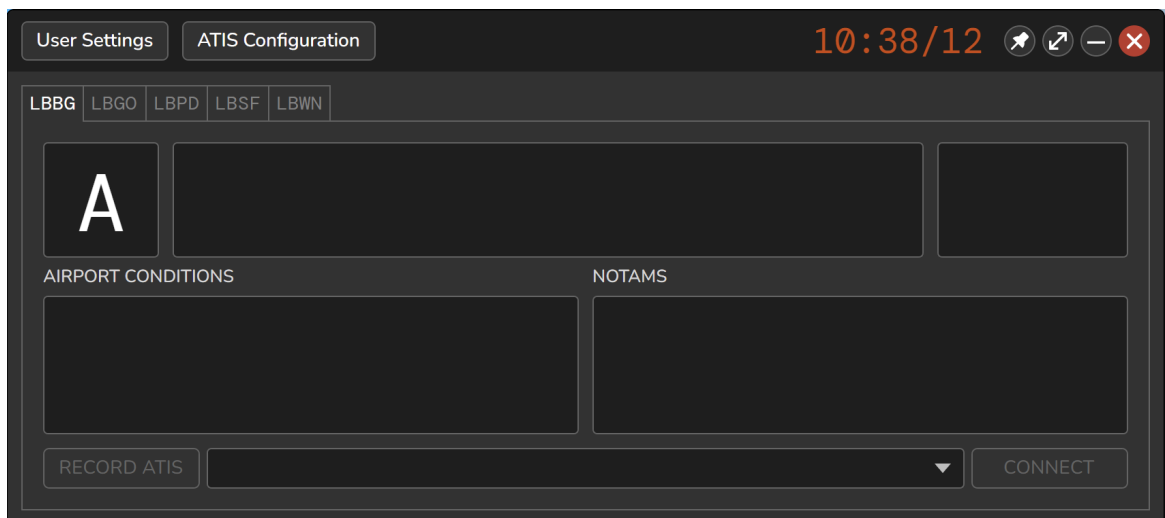 User Settings ATIS Configuration 10:38/12
LBBG LBGO LBPD LBSF LBWN
A
AIRPORT CONDITIONS NOTAMS
RECORD ATIS CONNECT